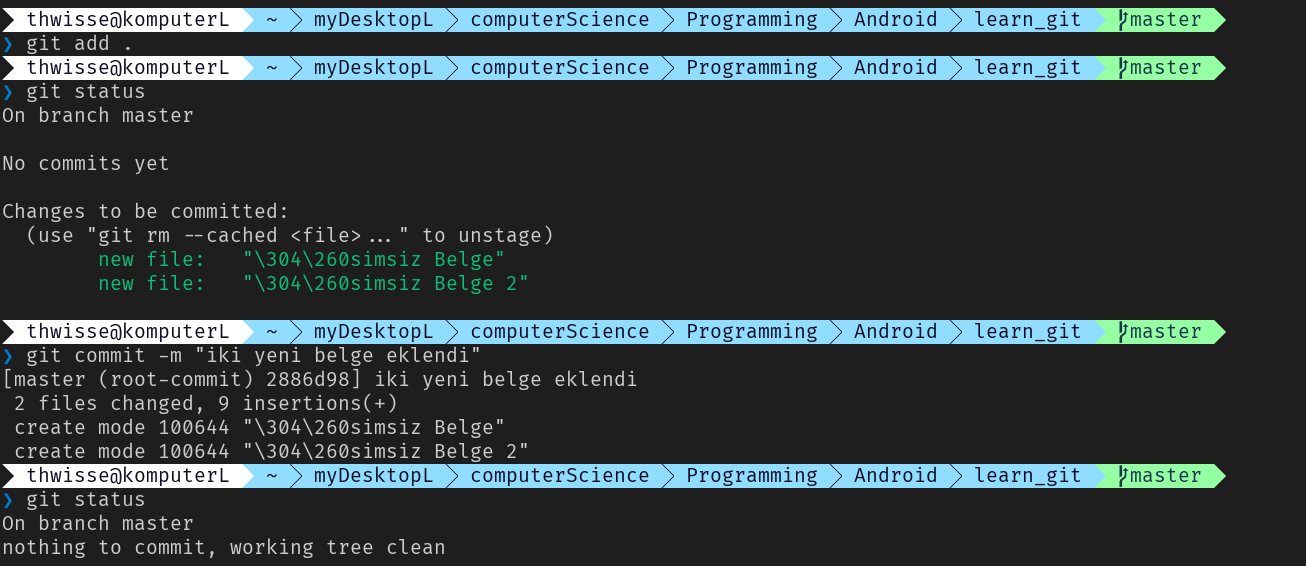 thwisse@komputerL ~ myDesktopL computerScience Programming Android learn_git master
❯ git add .
thwisse@komputerL ~ myDesktopL computerScience Programming Android learn_git master
❯ git status
On branch master
No commits yet
Changes to be committed:
(use "git rm --cached <file>..." to unstage)
new file: "\304\260simsiz Belge"
new file: "\304\260simsiz Belge 2"
thwisse@komputerL ~ myDesktopL computerScience Programming Android learn_git master
❯ git commit -m "iki yeni belge eklendi"
[master (root-commit) 2886d98] iki yeni belge eklendi
2 files changed, 9 insertions(+)
create mode 100644 "\304\260simsiz Belge"
create mode 100644 "\304\260simsiz Belge 2"
thwisse@komputerL ~ myDesktopL computerScience Programming Android learn_git master
❯ git status
On branch master
nothing to commit, working tree clean